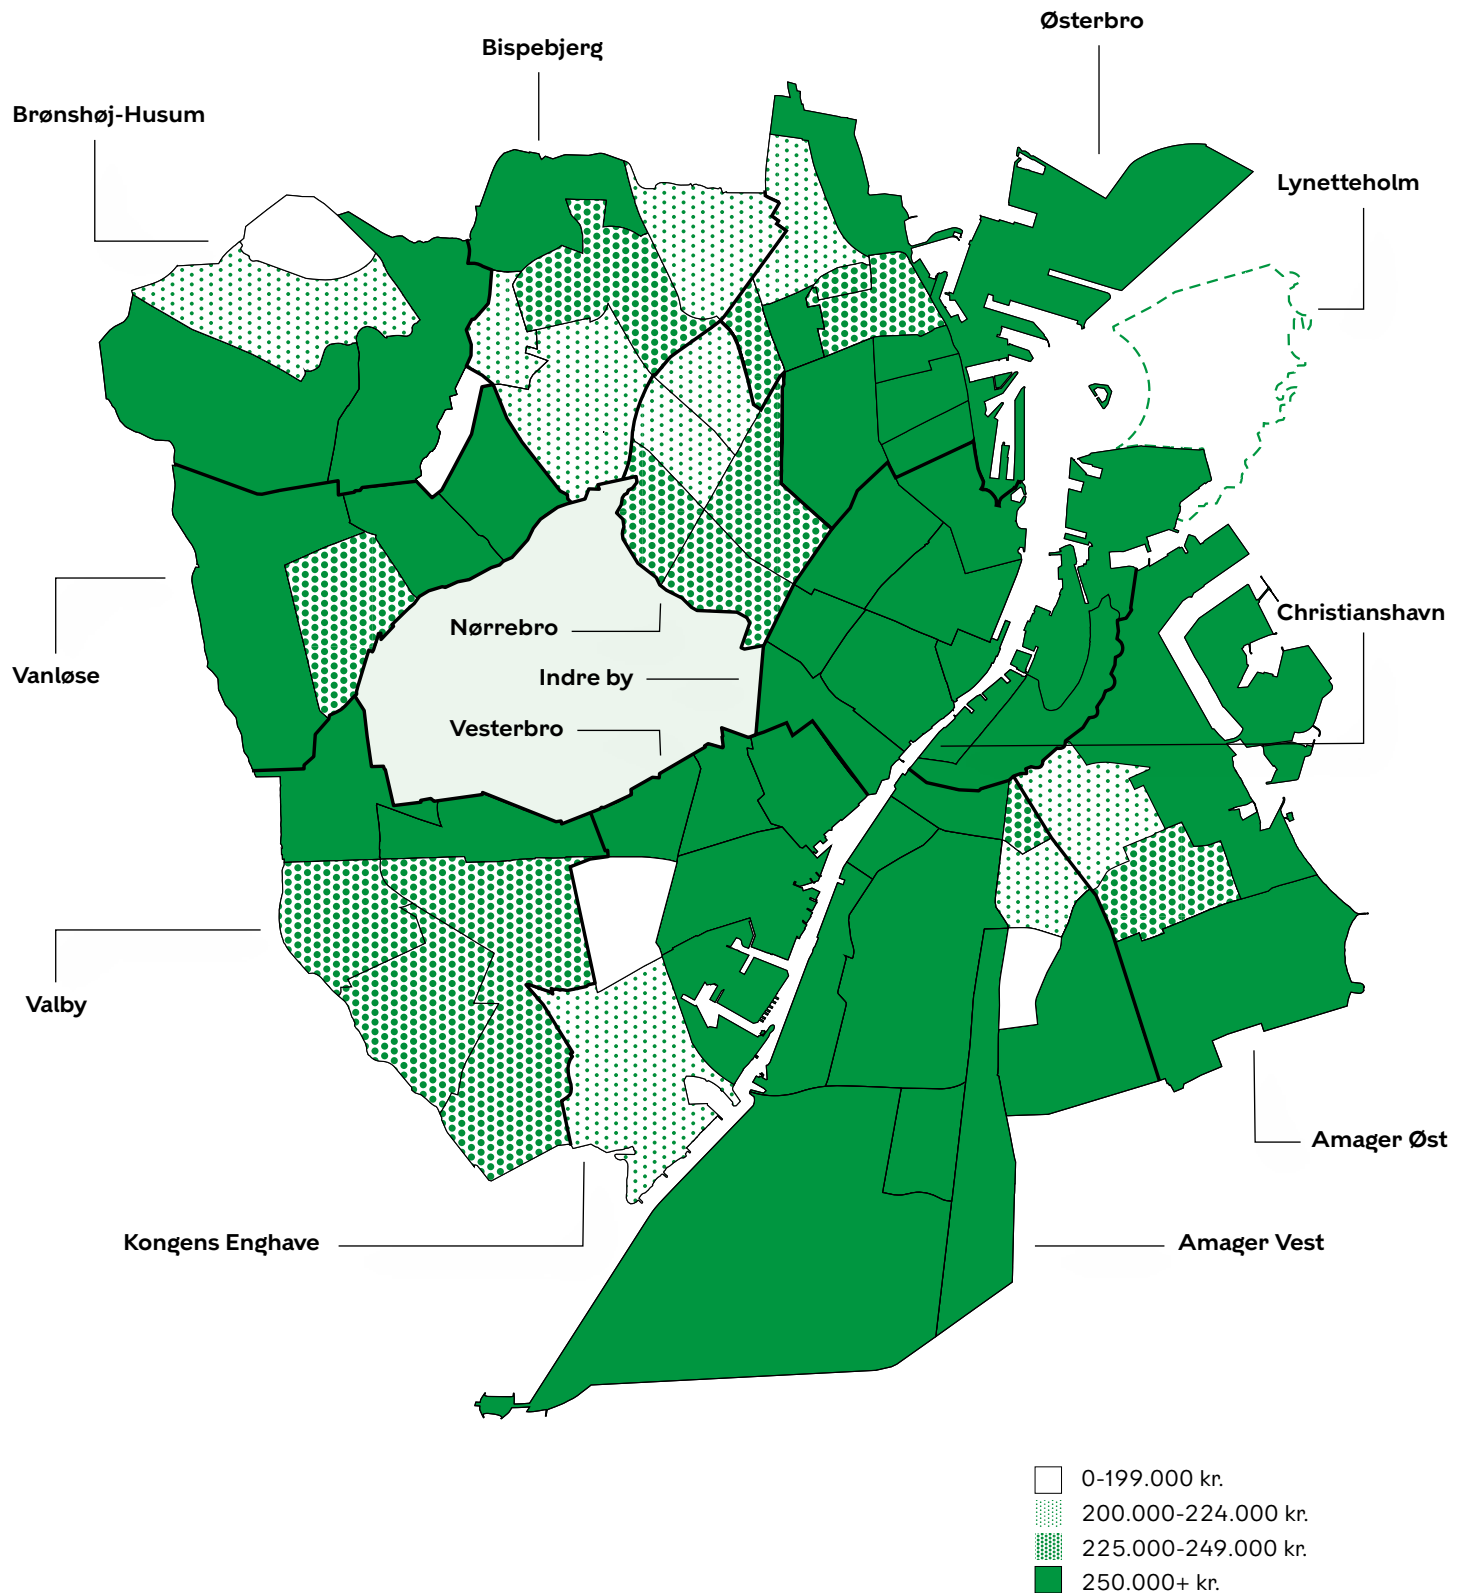 Østerbro
Bispebjerg
Brønshøj-Husum
Lynetteholm
Christianshavn
Nørrebro
Vanløse
Indre by
Vesterbro
Valby
Amager Øst
Kongens Enghave
Amager Vest
0-199.000 kr.
200.000-224.000 kr.
225.000-249.000 kr.
250.000+ kr.